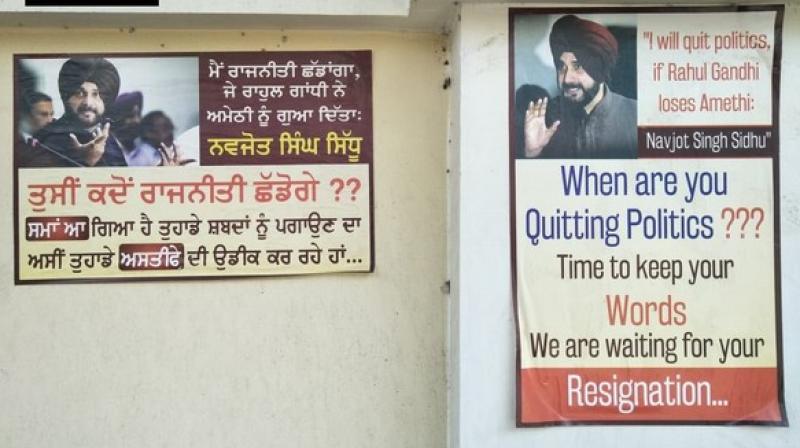 ਮੈਂ ਰਾਜਨੀਤੀ ਛੱਡਾਂਗਾ,
ਜੇ ਰਾਹੁਲ ਗਾਂਧੀ ਨੇ
ਅਮੇਠੀ ਨੂੰ ਗੁਆ ਦਿੱਤਾ:
ਨਵਜੋਤ ਸਿੰਘ ਸਿੱਧੂ
ਤੁਸੀਂ ਕਦੋਂ ਰਾਜਨੀਤੀ ਛੱਡੋਗੇ ??
ਸਮਾਂ ਆ ਗਿਆ ਹੈ ਤੁਹਾਡੇ ਸ਼ਬਦਾਂ ਨੂੰ ਪਗਾਉਣ ਦਾ
ਅਸੀਂ ਤੁਹਾਡੇ ਅਸਤੀਫੇ ਦੀ ਉਡੀਕ ਕਰ ਰਹੇ ਹਾਂ...
"I will quit politics,
if Rahul Gandhi
loses Amethi:
Navjot Singh Sidhu"
When are you
Quitting Politics ???
Time to keep your
Words
We are waiting for your
Resignation...